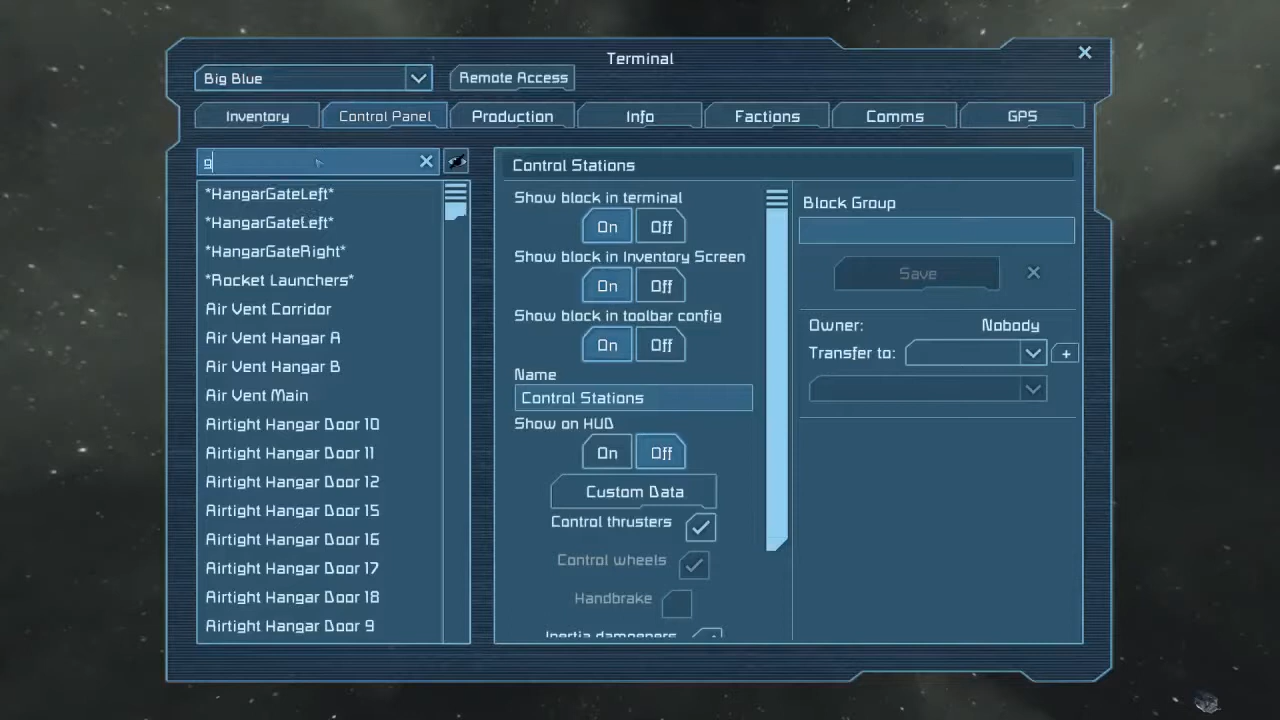 Terminal
Big Blue
Remote Access
Inventory
Control Panel
Production
Info
Factions
Comms
GPS
g
*HangarGateLeft*
*HangarGateLeft*
*HangarGateRight*
*Rocket Launchers*
Air Vent Corridor
Air Vent Hangar A
Air Vent Hangar B
Air Vent Main
Airtight Hangar Door 10
Airtight Hangar Door 11
Airtight Hangar Door 12
Airtight Hangar Door 15
Airtight Hangar Door 16
Airtight Hangar Door 17
Airtight Hangar Door 18
Airtight Hangar Door 9
Control Stations
Show block in terminal
On Off
Show block in Inventory Screen
On Off
Show block in toolbar config
On Off
Name
Control Stations
Show on HUD
On Off
Custom Data
Control thrusters
Control wheels
Handbrake
Inertia dampeners
Block Group
Save
Owner: Nobody
Transfer to:
+